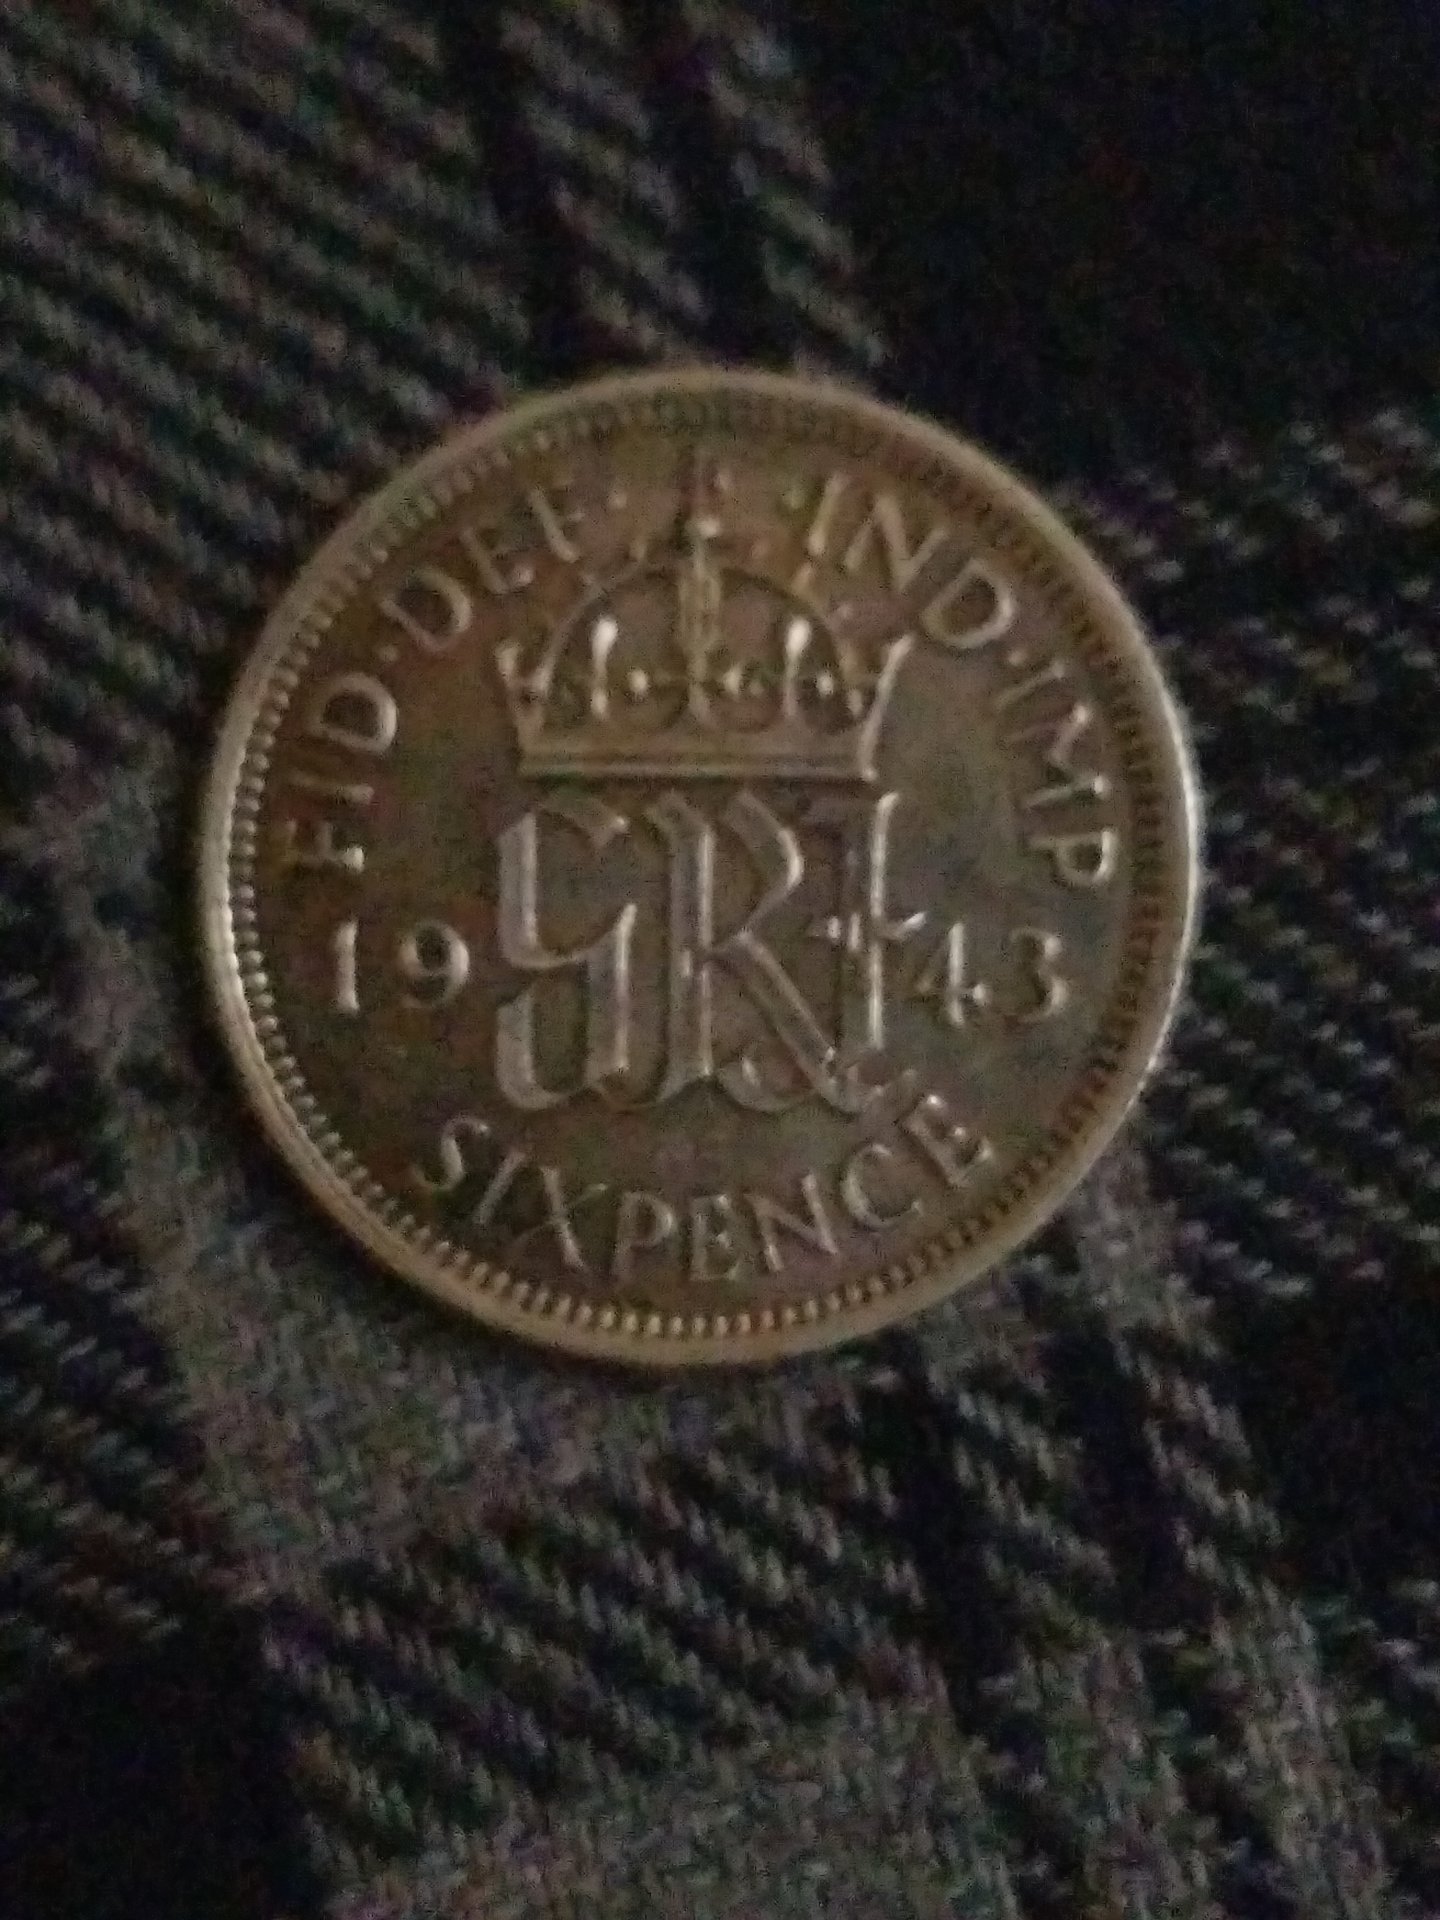 FID·DEF· ·IND·IMP
19 GRI 43
SIXPENCE